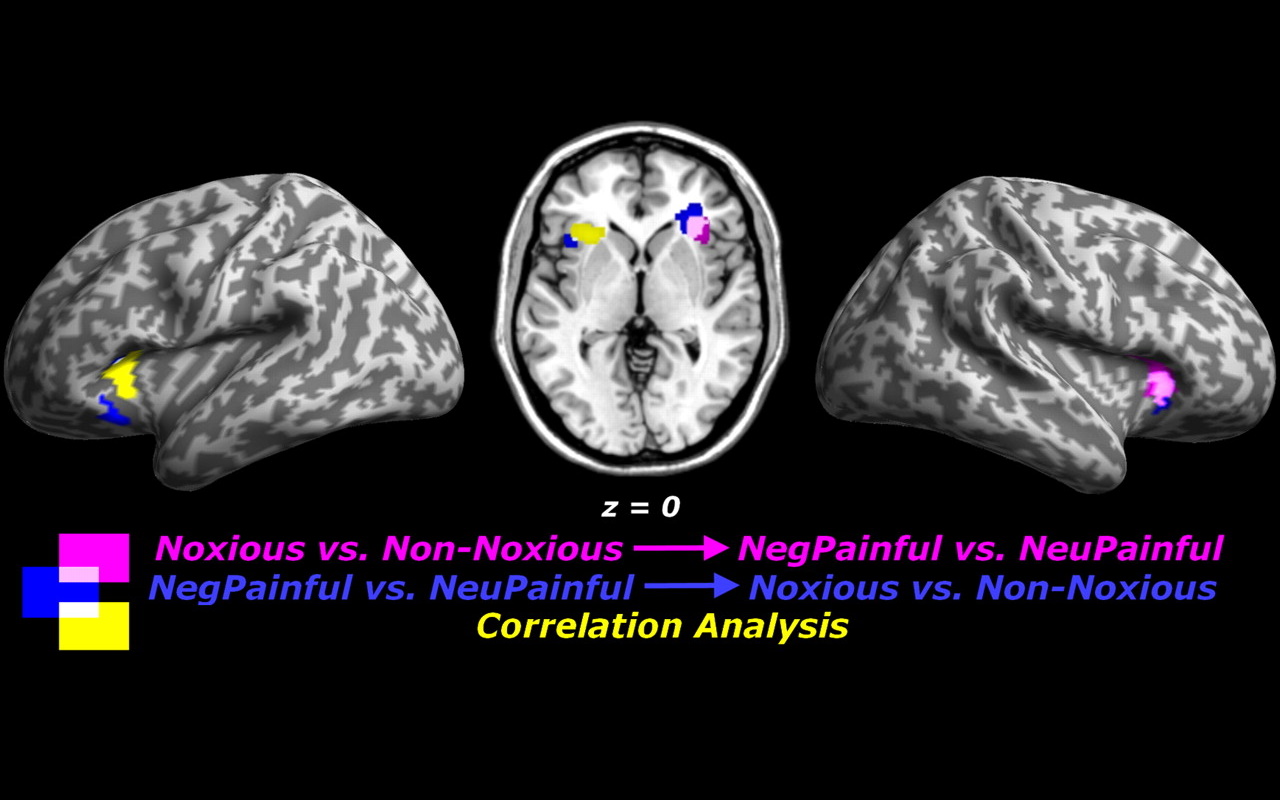 z = 0
Noxious vs. Non-Noxious → NegPainful vs. NeuPainful
NegPainful vs. NeuPainful → Noxious vs. Non-Noxious
Correlation Analysis